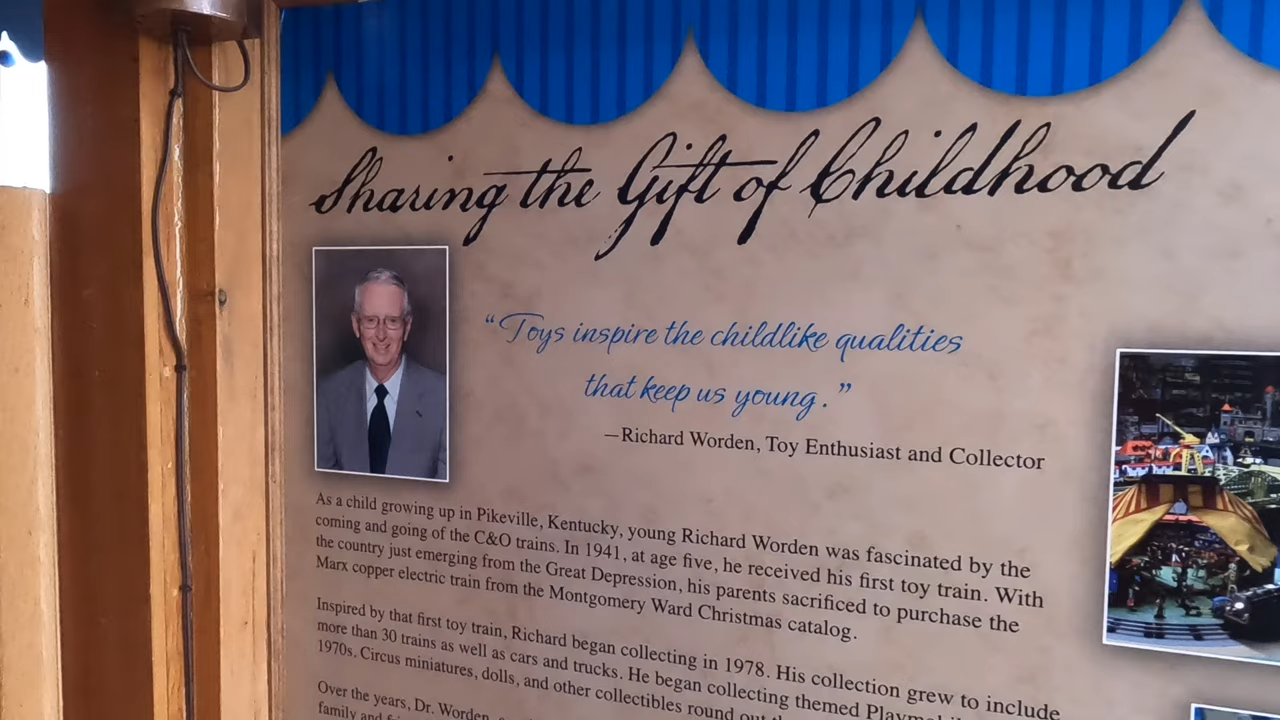 Sharing the Gift of Childhood
“Toys inspire the childlike qualities
that keep us young.”
—Richard Worden, Toy Enthusiast and Collector
As a child growing up in Pikeville, Kentucky, young Richard Worden was fascinated by the
coming and going of the C&O trains. In 1941, at age five, he received his first toy train. With
the country just emerging from the Great Depression, his parents sacrificed to purchase the
Marx copper electric train from the Montgomery Ward Christmas catalog.
Inspired by that first toy train, Richard began collecting in 1978. His collection grew to include
more than 30 trains as well as cars and trucks. He began collecting themed
1970s. Circus miniatures, dolls, and other collectibles round out
Over the years, Dr. Worden
family and